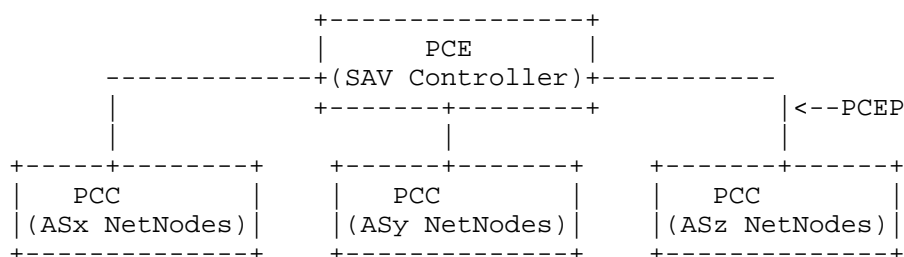 PCE
(SAV Controller)
<--PCEP
PCC PCC PCC
(ASx NetNodes) (ASy NetNodes) (ASz NetNodes)